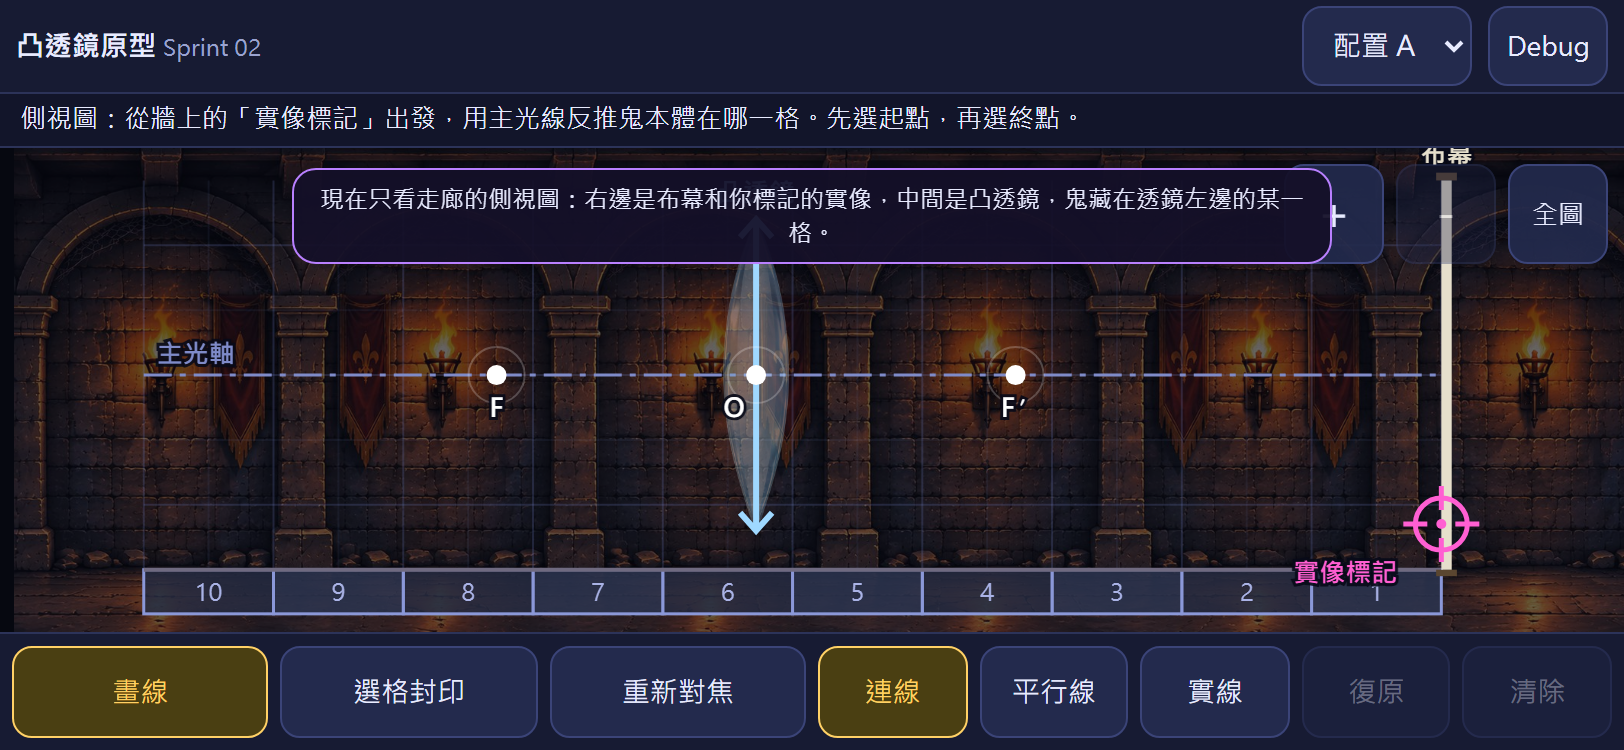 凸透鏡原型 Sprint 02
配置 A
Debug
側視圖：從牆上的「實像標記」出發，用主光線反推鬼本體在哪一格。先選起點，再選終點。
布幕
現在只看走廊的側視圖：右邊是布幕和你標記的實像，中間是凸透鏡，鬼藏在透鏡左邊的某一
格。
+
-
全圖
主光軸
F
O
F′
實像標記
10 9 8 7 6 5 4 3 2 1
畫線
選格封印
重新對焦
連線
平行線
實線
復原
清除